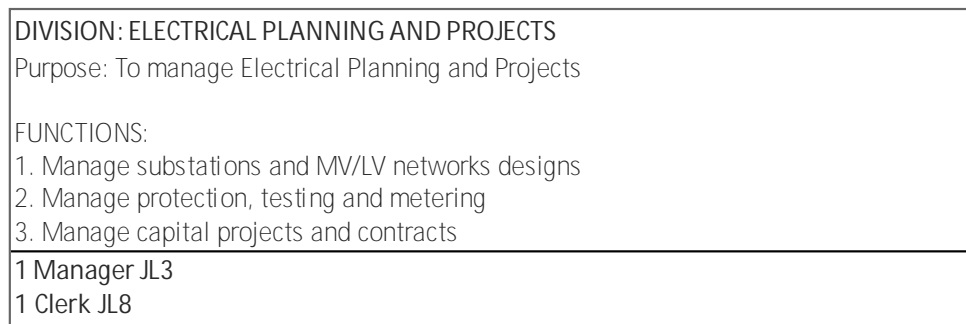 DIVISION: ELECTRICAL PLANNING AND PROJECTS
Purpose: To manage Electrical Planning and Projects
FUNCTIONS:
1. Manage substations and MV/LV networks designs
2. Manage protection, testing and metering
3. Manage capital projects and contracts
1 Manager JL3
1 Clerk JL8